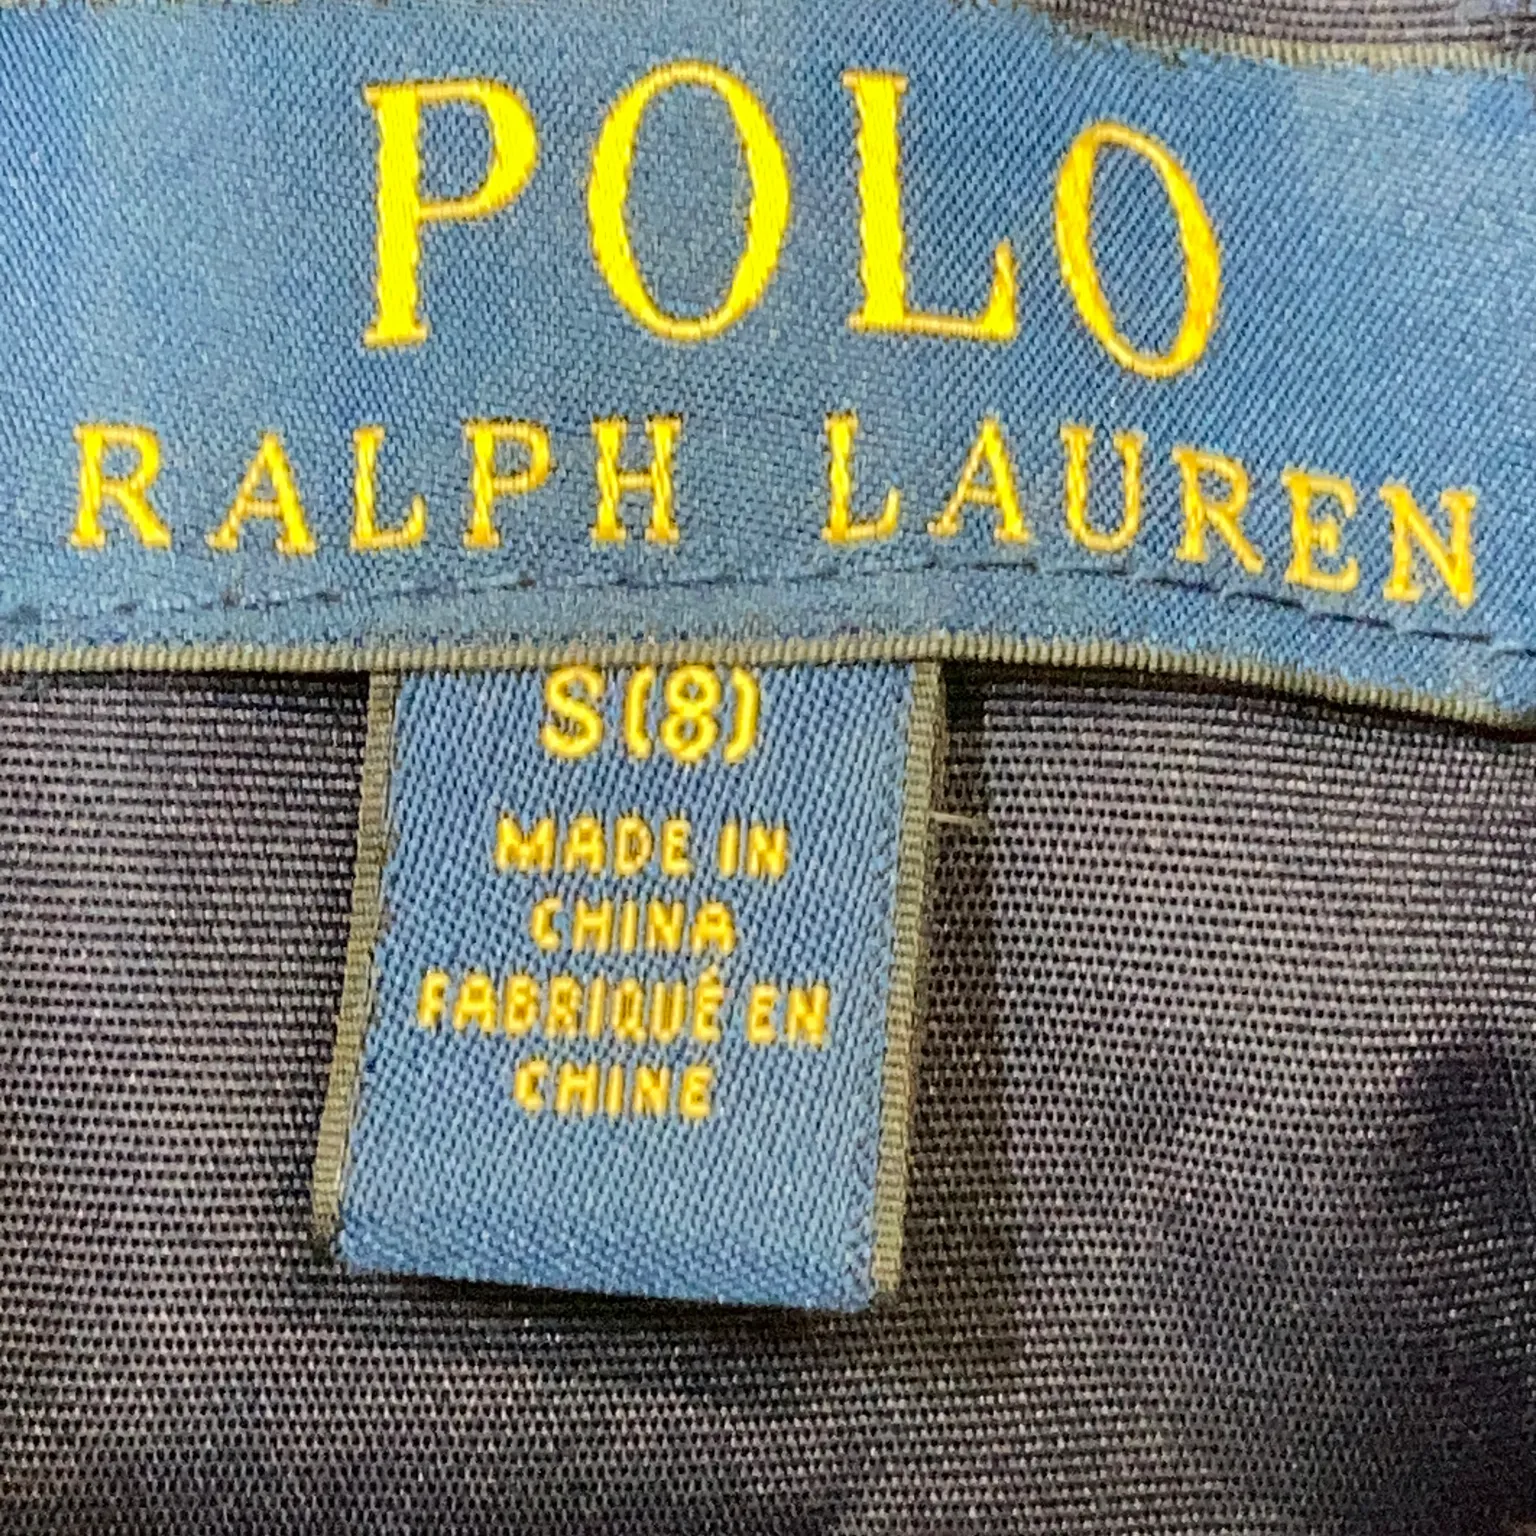 POLO
RALPH LAUREN
S(8)
MADE IN
CHINA
FABRIQUÉ EN
CHINE